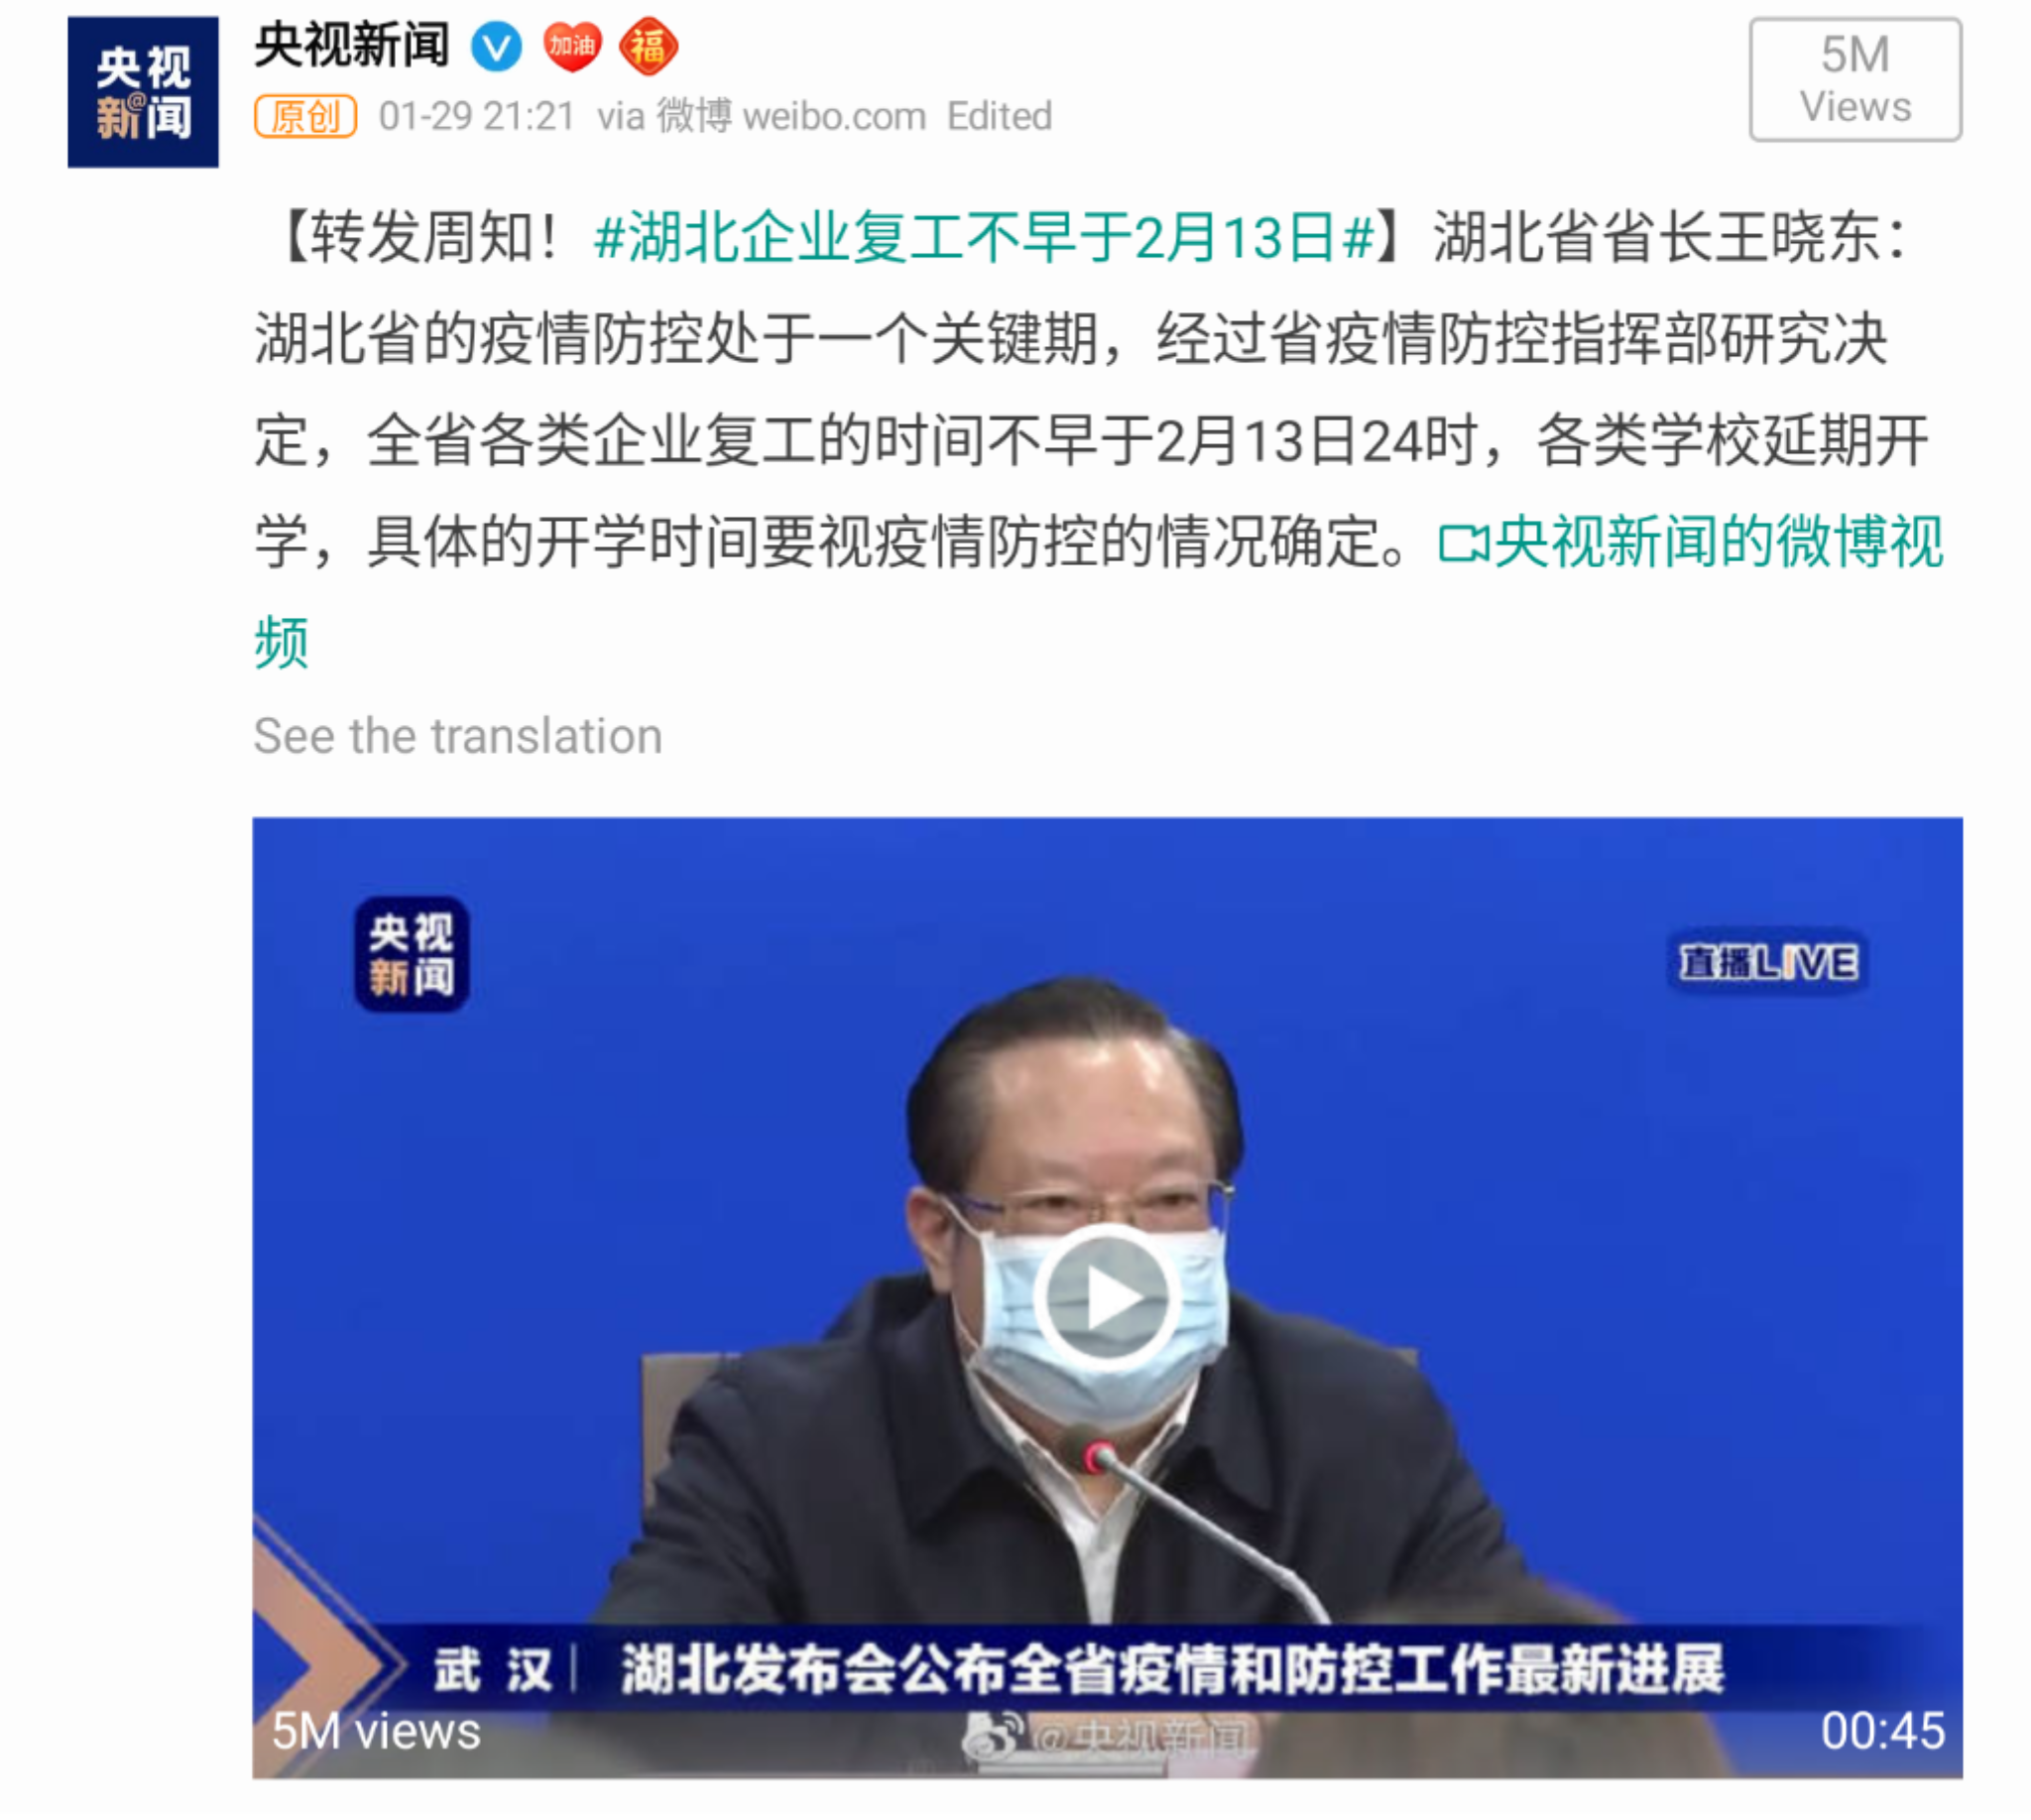 央视
新@闻
央视新闻 V 加油 福
原创 01-29 21:21 via 微博 weibo.com Edited
5M
Views
【转发周知！#湖北企业复工不早于2月13日#】湖北省省长王晓东：
湖北省的疫情防控处于一个关键期，经过省疫情防控指挥部研究决
定，全省各类企业复工的时间不早于2月13日24时，各类学校延期开
学，具体的开学时间要视疫情防控的情况确定。央视新闻的微博视
频
See the translation
央视
新闻
直播LIVE
武 汉 | 湖北发布会公布全省疫情和防控工作最新进展
5M views
@央视新闻
00:45